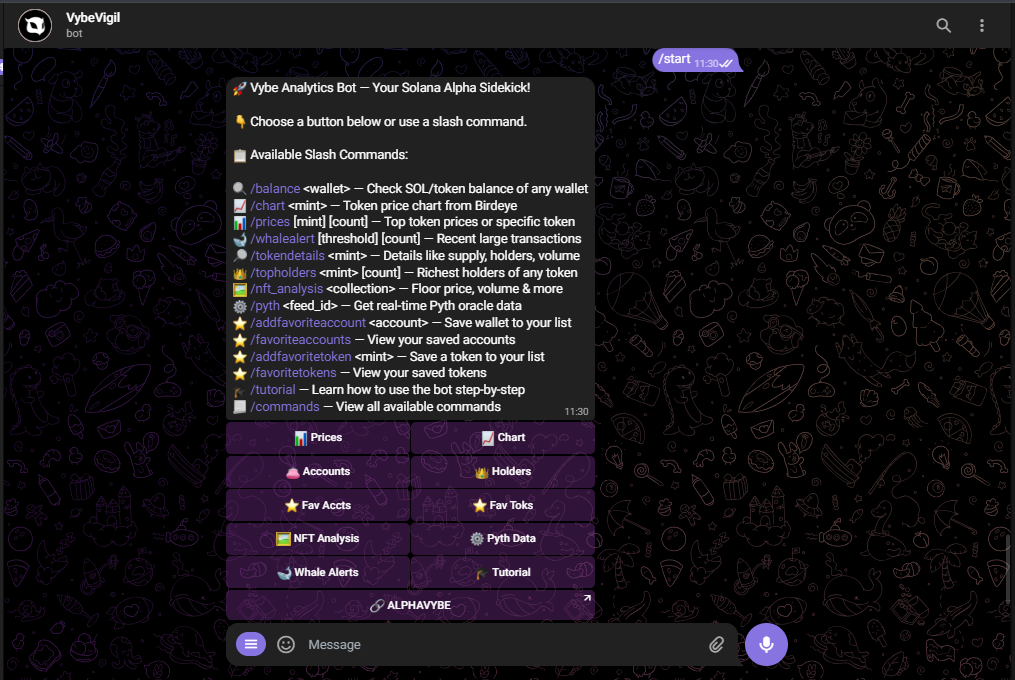 VybeVigil
bot
/start 11:30
🚀 Vybe Analytics Bot — Your Solana Alpha Sidekick!
👇 Choose a button below or use a slash command.
📋 Available Slash Commands:
🔍 /balance <wallet> — Check SOL/token balance of any wallet
📈 /chart <mint> — Token price chart from Birdeye
📊 /prices [mint] [count] — Top token prices or specific token
🐋 /whalealert [threshold] [count] — Recent large transactions
🔎 /tokendetails <mint> — Details like supply, holders, volume
👑 /topholders <mint> [count] — Richest holders of any token
🖼️ /nft_analysis <collection> — Floor price, volume & more
⚙️ /pyth <feed_id> — Get real-time Pyth oracle data
⭐ /addfavoriteaccount <account> — Save wallet to your list
⭐ /favoriteaccounts — View your saved accounts
⭐ /addfavoritetoken <mint> — Save a token to your list
⭐ /favoritetokens — View your saved tokens
🎓 /tutorial — Learn how to use the bot step-by-step
📃 /commands — View all available commands
11:30
📊 Prices 📈 Chart
👛 Accounts 👑 Holders
⭐ Fav Accts ⭐ Fav Toks
🖼️ NFT Analysis ⚙️ Pyth Data
🐋 Whale Alerts 🎓 Tutorial
🔗 ALPHAVYBE
Message